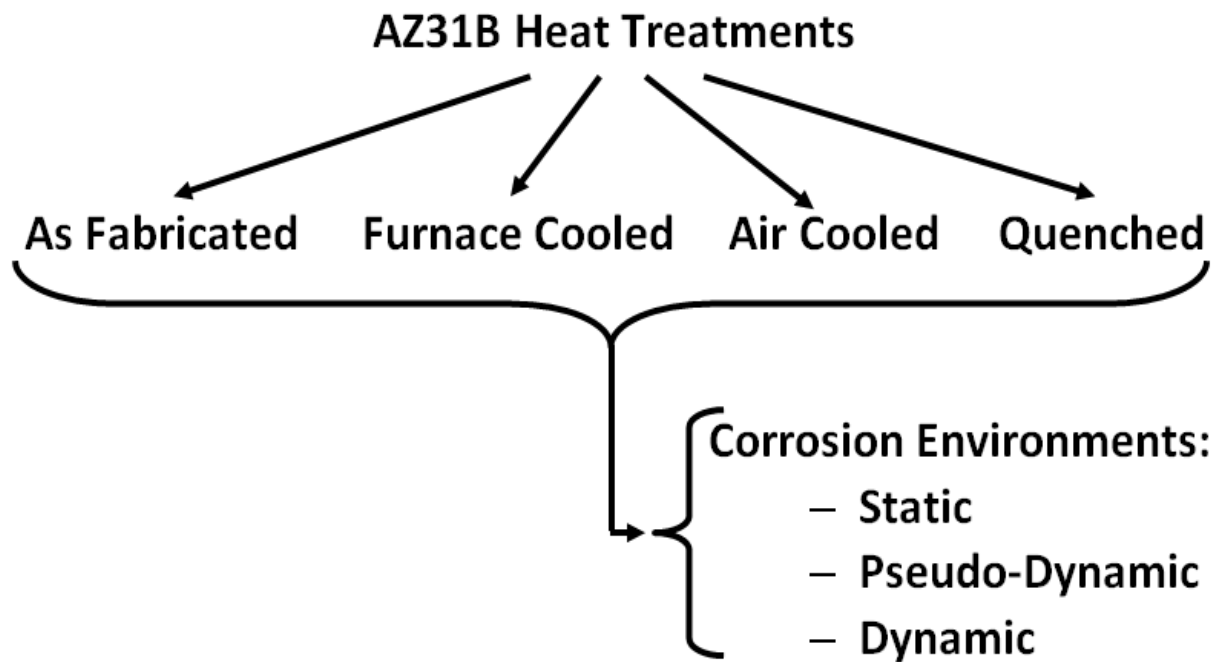 AZ31B Heat Treatments
As Fabricated Furnace Cooled Air Cooled Quenched
Corrosion Environments:
– Static
– Pseudo-Dynamic
– Dynamic